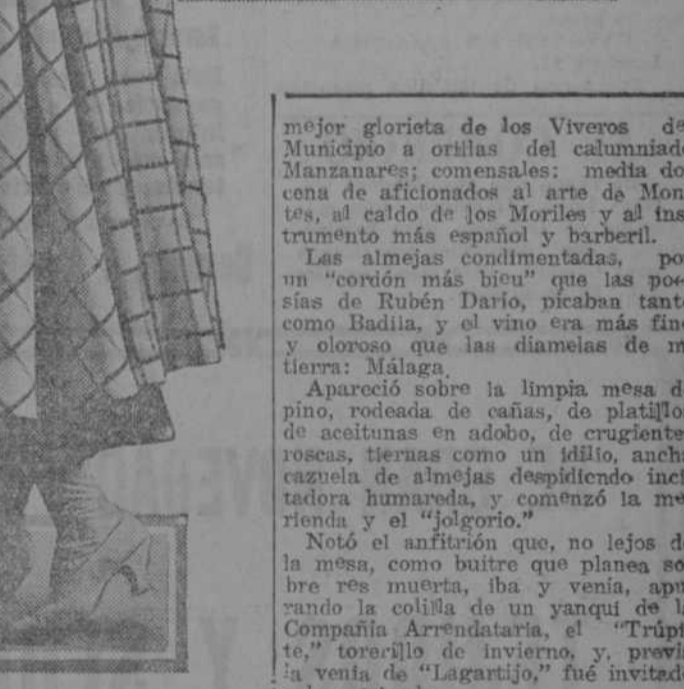 mejor glorieta de los Viveros de
Municipio a orillas del calumniad
Manzanares; comensales: media do
cena de aficionados al arte de Mon
tes, al caldo de los Moriles y al ins
trumento más español y barberil.
Las almejas condimentadas, po
un "cordón más bieu" que las poe
sías de Rubén Darío, picaban tant
como Badila, y el vino era más fin
y oloroso que las diamelas de m
tierra: Málaga.
Apareció sobre la limpia mesa d
pino, rodeada de cañas, de platillo
de aceitunas en adobo, de crugiente
roscas, tiernas como un idilio, anch
cazuela de almejas despidiendo inci
tadora humareda, y comenzó la me
rienda y el "jolgorio."
Notó el anfitrión que, no lejos d
la mesa, como buitre que planea so
bre res muerta, iba y venía, apu
rando la colilla de un yanqui de l
Compañía Arrendataria, el "Trúpi
te," torerillo de invierno, y, previ
la venia de "Lagartijo," fué invitad